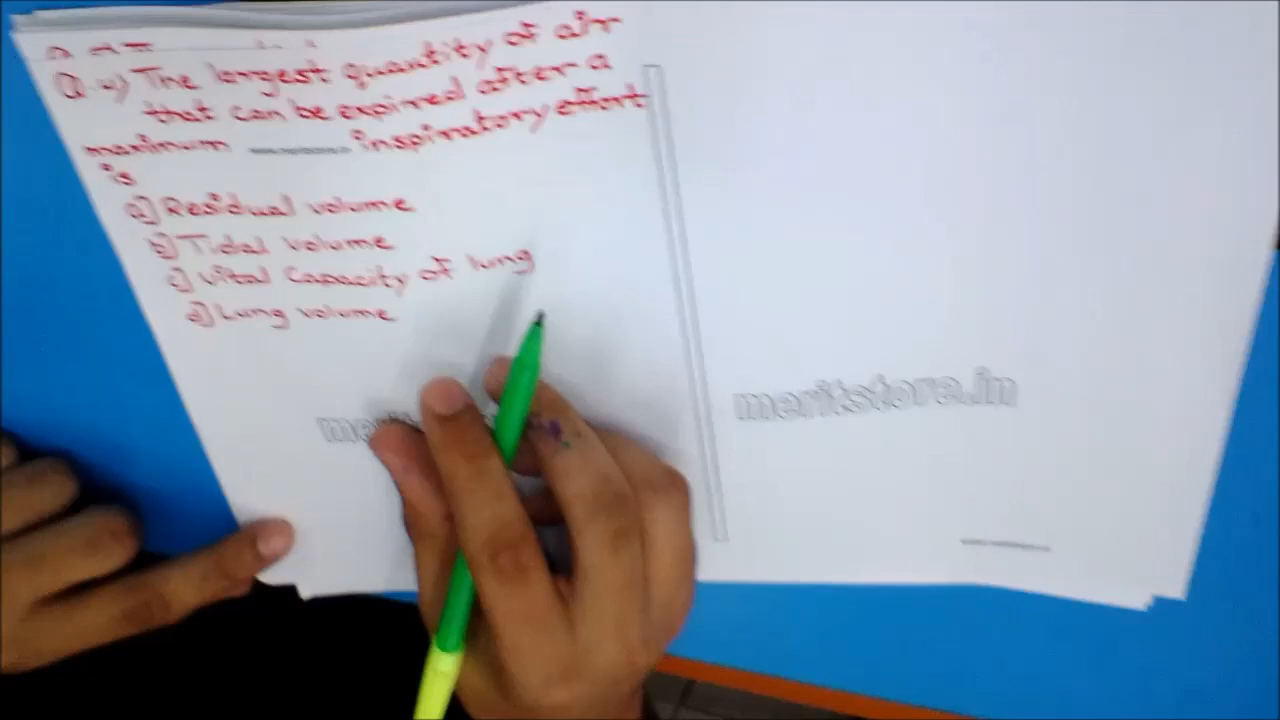 Q.4) The largest quantity of air
that can be expired after a
maximum inspiratory effort
is
a] Residual volume
b] Tidal volume
c] Vital Capacity of lung
d] Lung volume
meritstore.in